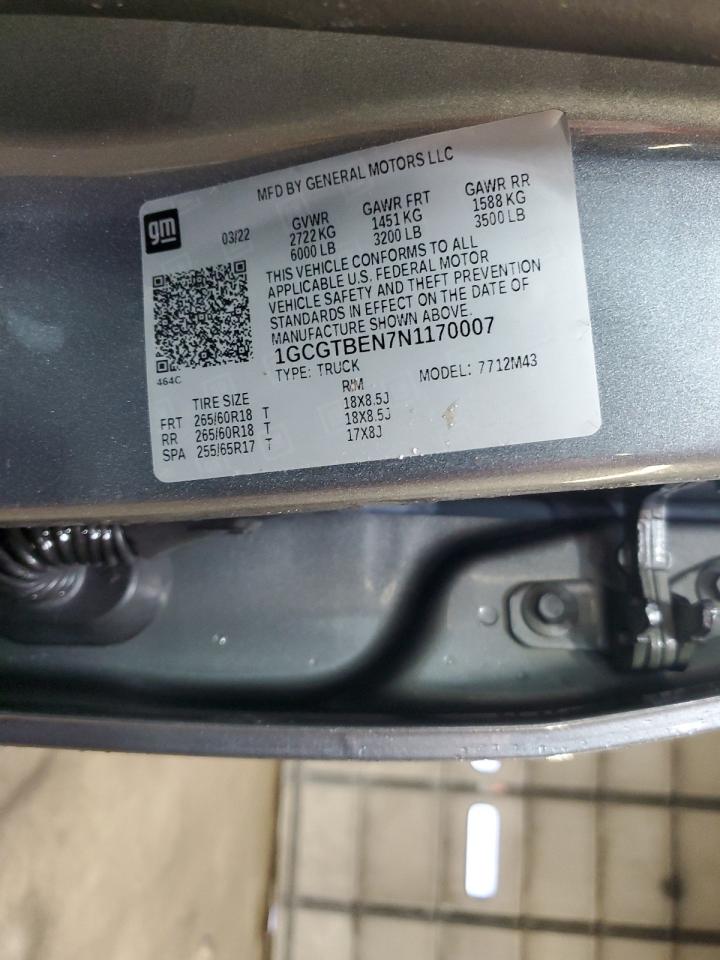 MFD BY GENERAL MOTORS LLC
gm
03/22 GVWR GAWR FRT GAWR RR
2722 KG 1451 KG 1588 KG
6000 LB 3200 LB 3500 LB
THIS VEHICLE CONFORMS TO ALL
APPLICABLE U.S. FEDERAL MOTOR
VEHICLE SAFETY AND THEFT PREVENTION
STANDARDS IN EFFECT ON THE DATE OF
MANUFACTURE SHOWN ABOVE.
1GCGTBEN7N1170007
464C
TYPE: TRUCK MODEL: 7712M43
TIRE SIZE RIM
FRT 265/60R18 T 18X8.5J
RR 265/60R18 T 18X8.5J
SPA 255/65R17 T 17X8J